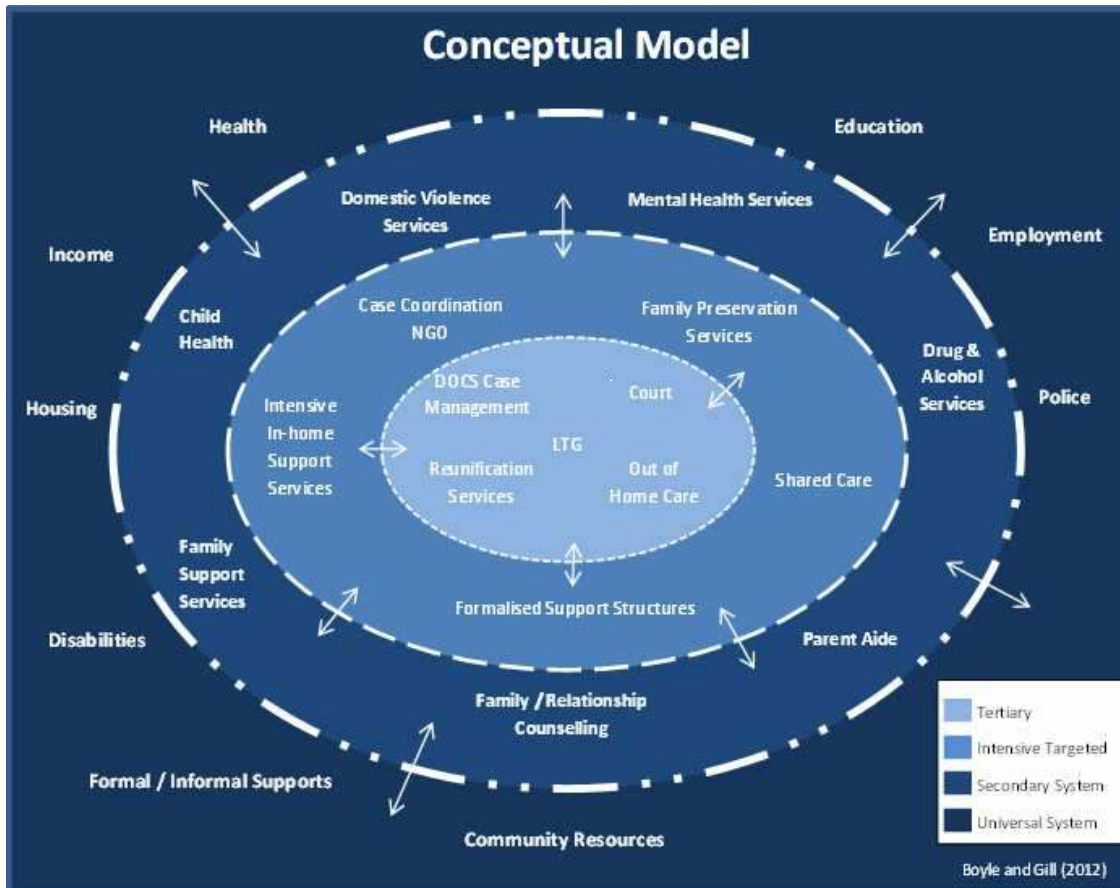 Conceptual Model
Health
Education
Domestic Violence
Services
Mental Health Services
Income
Employment
Child
Health
Case Coordination
NGO
Family Preservation
Services
Drug &
Alcohol
Services
Housing
Police
Intensive
In-home
Support
Services
DOCS Case
Management
Court
LTG
Reunification
Services
Out of
Home Care
Shared Care
Family
Support
Services
Formalised Support Structures
Disabilities
Parent Aide
Family / Relationship
Counselling
Formal / Informal Supports
Community Resources
Tertiary
Intensive Targeted
Secondary System
Universal System
Boyle and Gill (2012)